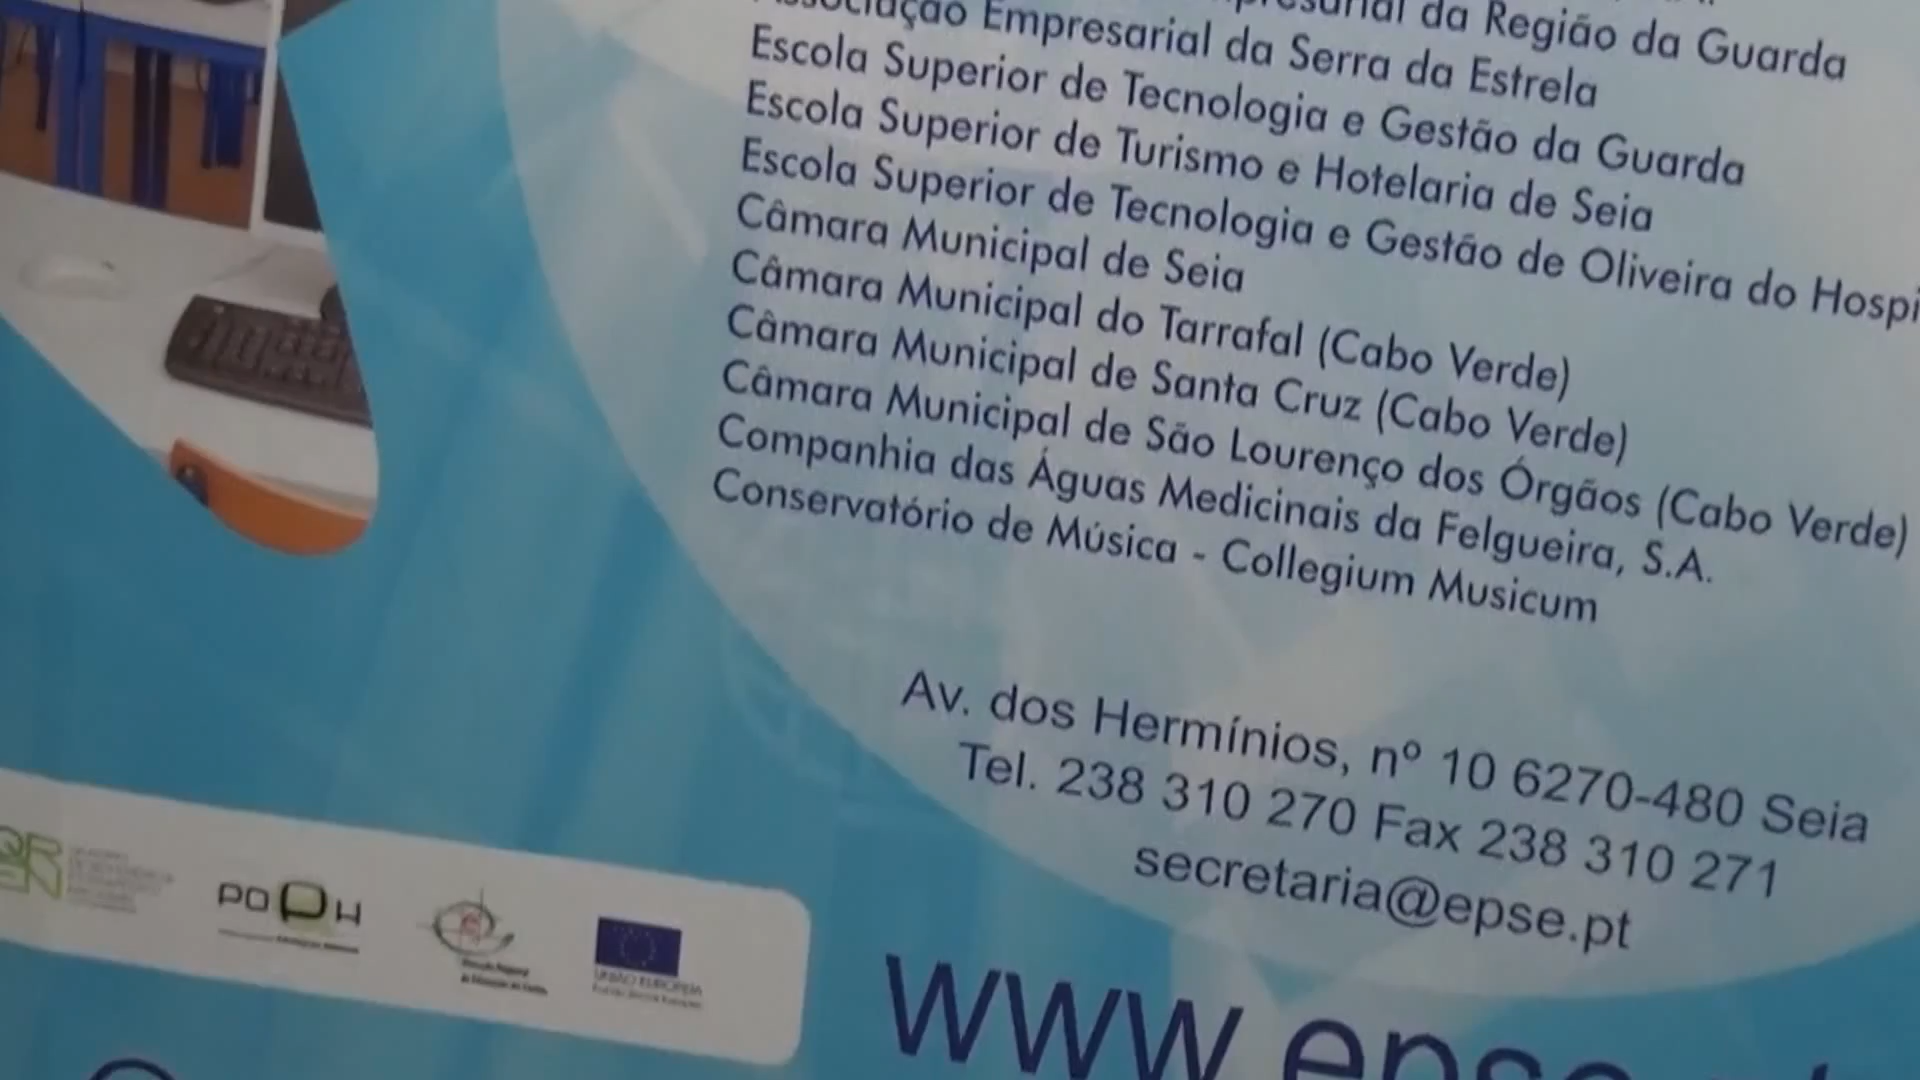 da Região da Guarda
Empresarial da Serra da Estrela
Escola Superior de Tecnologia e Gestão da Guarda
Escola Superior de Turismo e Hotelaria de Seia
Escola Superior de Tecnologia e Gestão de Oliveira do Hospi
Câmara Municipal de Seia
Câmara Municipal do Tarrafal (Cabo Verde)
Câmara Municipal de Santa Cruz (Cabo Verde)
Câmara Municipal de São Lourenço dos Órgãos (Cabo Verde)
Companhia das Águas Medicinais da Felgueira, S.A.
Conservatório de Música - Collegium Musicum
Av. dos Hermínios, nº 10 6270-480 Seia
Tel. 238 310 270 Fax 238 310 271
secretaria@epse.pt
POPH
UNIÃO EUROPEIA